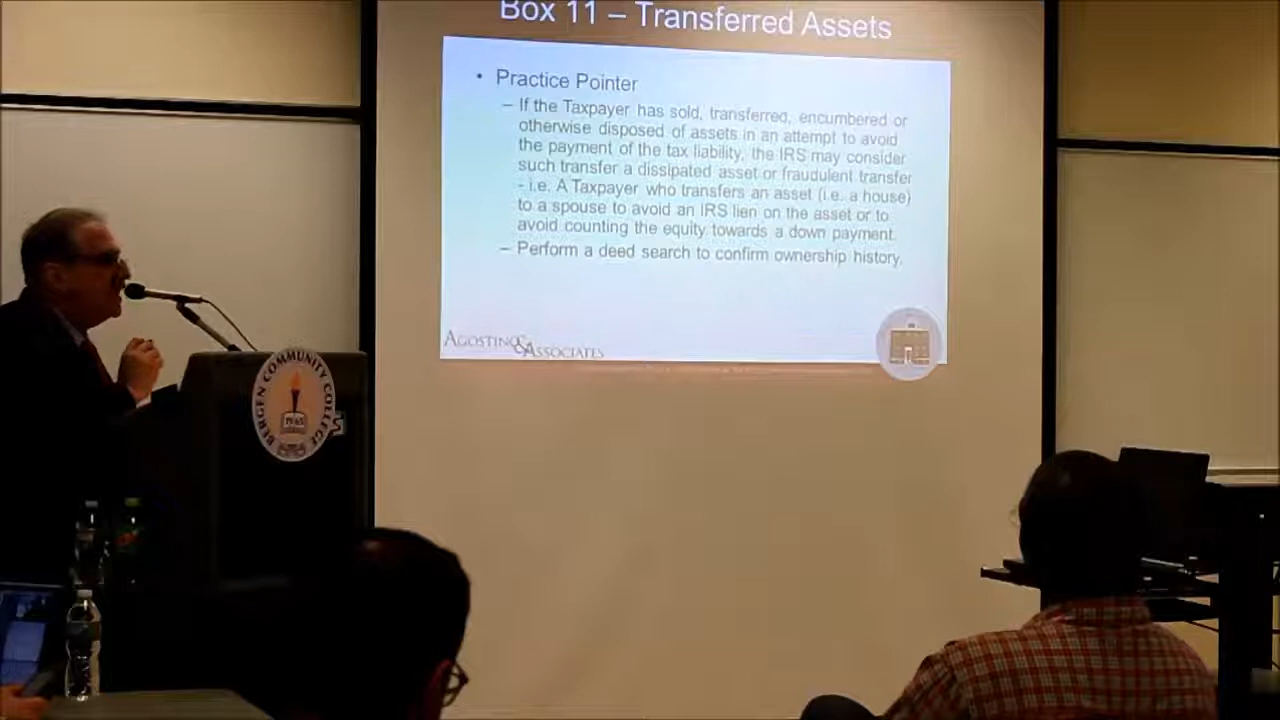 Box 11 – Transferred Assets
• Practice Pointer
– If the Taxpayer has sold, transferred, encumbered or
otherwise disposed of assets in an attempt to avoid
the payment of the tax liability, the IRS may consider
such transfer a dissipated asset or fraudulent transfer
- i.e. A Taxpayer who transfers an asset (i.e. a house)
to a spouse to avoid an IRS lien on the asset or to
avoid counting the equity towards a down payment.
– Perform a deed search to confirm ownership history.
AGOSTINO & ASSOCIATES
BERGEN COMMUNITY COLLEGE
1965